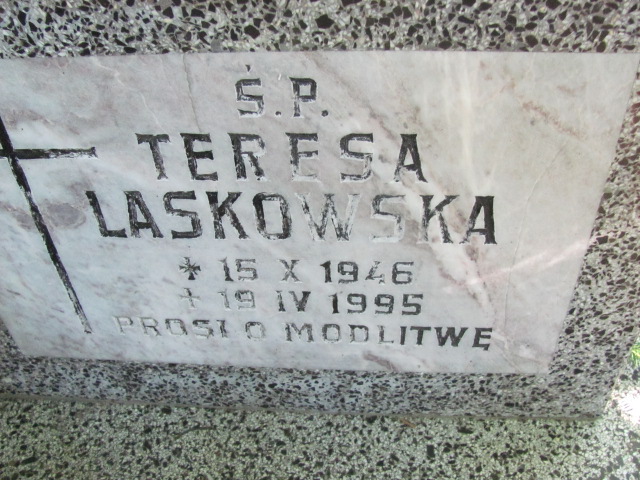 Ś.P.
TERESA
LASKOWSKA
* 15 X 1946
+ 19 IV 1995
PROSI O MODLITWĘ